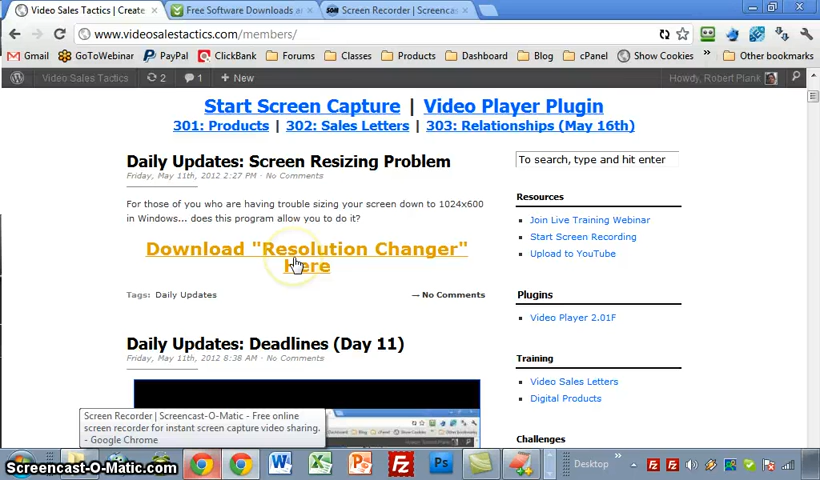 Video Sales Tactics | Create
Free Software Downloads a
Screen Recorder | Screencas
www.videosalestactics.com/members/
Gmail
GoToWebinar
PayPal
ClickBank
Forums
Classes
Products
Dashboard
Blog
cPanel
Show Cookies
Video Sales Tactics
2
1
+ New
Howdy, Robert Plank
Start Screen Capture | Video Player Plugin
301: Products | 302: Sales Letters | 303: Relationships (May 16th)
Daily Updates: Screen Resizing Problem
Friday, May 11th, 2012 2:27 PM · No Comments
For those of you who are having trouble sizing your screen down to 1024x600
in Windows... does this program allow you to do it?
Download "Resolution Changer"
here
Tags: Daily Updates
→ No Comments
Daily Updates: Deadlines (Day 11)
Friday, May 11th, 2012 8:38 AM · No Comments
To search, type and hit enter
Resources
Join Live Training Webinar
Start Screen Recording
Upload to YouTube
Plugins
Video Player 2.01F
Training
Video Sales Letters
Digital Products
Challenges
Screen Recorder | Screencast-O-Matic - Free online
screen recorder for instant screen capture video sharing.
- Google Chrome
Desktop
Screencast-O-Matic.com